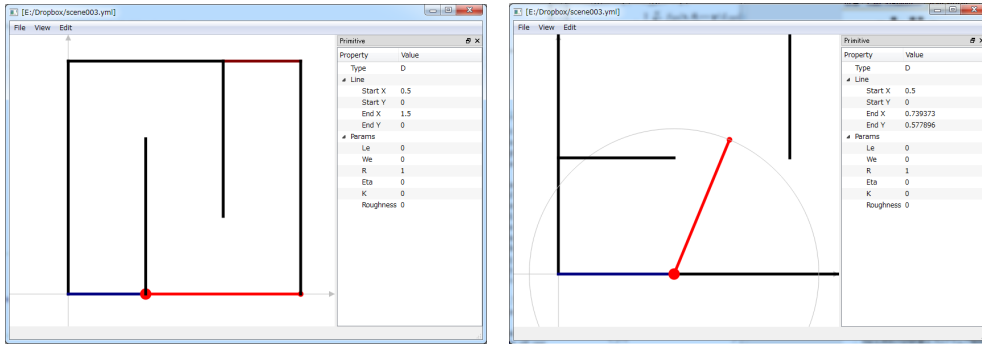 [E:/Dropbox/scene003.yml]
File View Edit
Primitive
Property Value
Type D
Line
Start X 0.5
Start Y 0
End X 1.5
End Y 0
Params
Le 0
We 0
R 1
Eta 0
K 0
Roughness 0
[E:/Dropbox/scene003.yml]
File View Edit
Primitive
Property Value
Type D
Line
Start X 0.5
Start Y 0
End X 0.739373
End Y 0.577896
Params
Le 0
We 0
R 1
Eta 0
K 0
Roughness 0